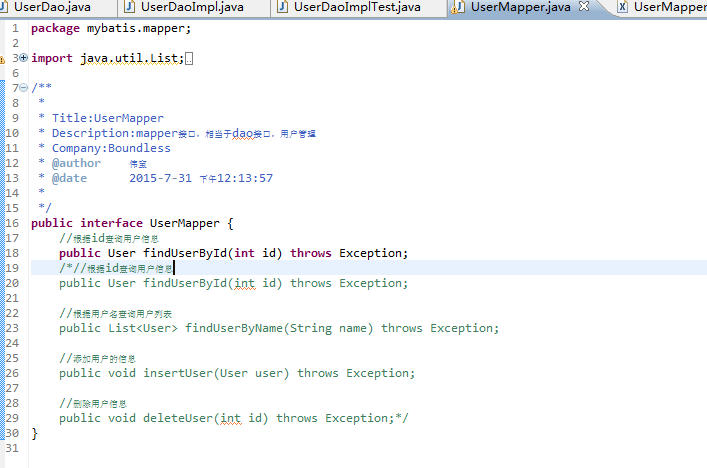 UserDao.java UserDaoImpl.java UserDaoImplTest.java UserMapper.java UserMapper
1 package mybatis.mapper;
2
3 import java.util.List;
6
7 /**
8 *
9 * Title:UserMapper
10 * Description:mapper接口，相当于dao接口，用户管理
11 * Company:Boundless
12 * @author 伟宝
13 * @date 2015-7-31 下午12:13:57
14 *
15 */
16 public interface UserMapper {
17 //根据id查询用户信息
18 public User findUserById(int id) throws Exception;
19 /*//根据id查询用户信息
20 public User findUserById(int id) throws Exception;
21
22 //根据用户名查询用户列表
23 public List<User> findUserByName(String name) throws Exception;
24
25 //添加用户的信息
26 public void insertUser(User user) throws Exception;
27
28 //删除用户信息
29 public void deleteUser(int id) throws Exception;*/
30 }
31